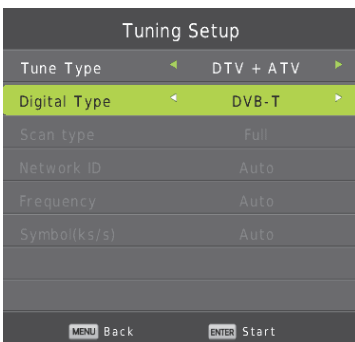 Tuning Setup
Tune Type DTV + ATV
Digital Type DVB-T
Scan type Full
Network ID Auto
Frequency Auto
Symbol(ks/s) Auto
MENU Back ENTER Start